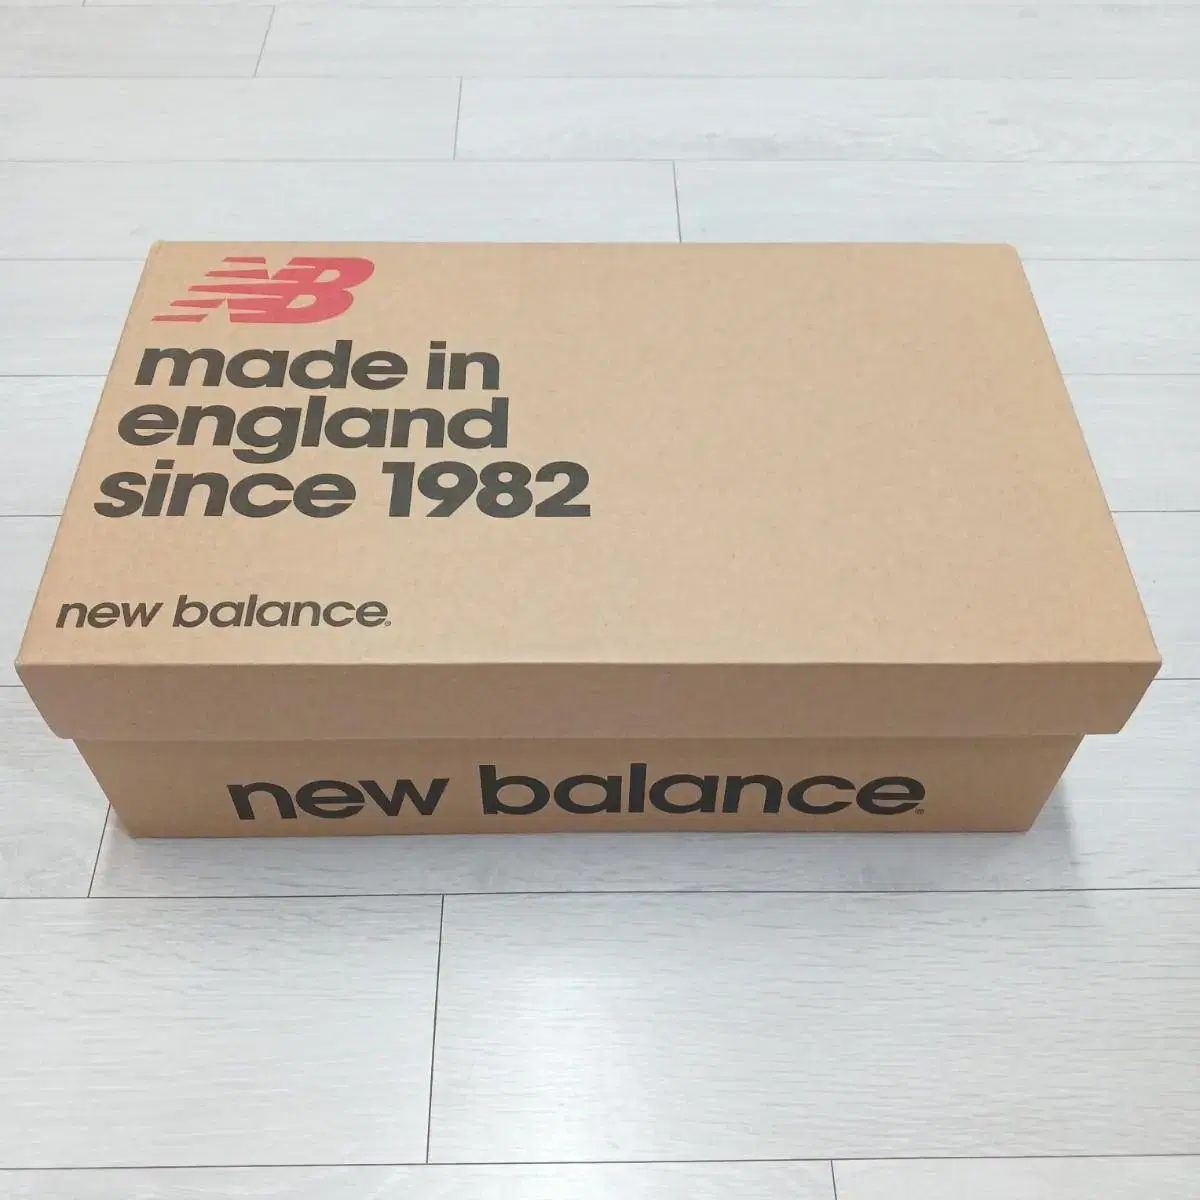 NB
made in
england
since 1982
new balance®
new balance®